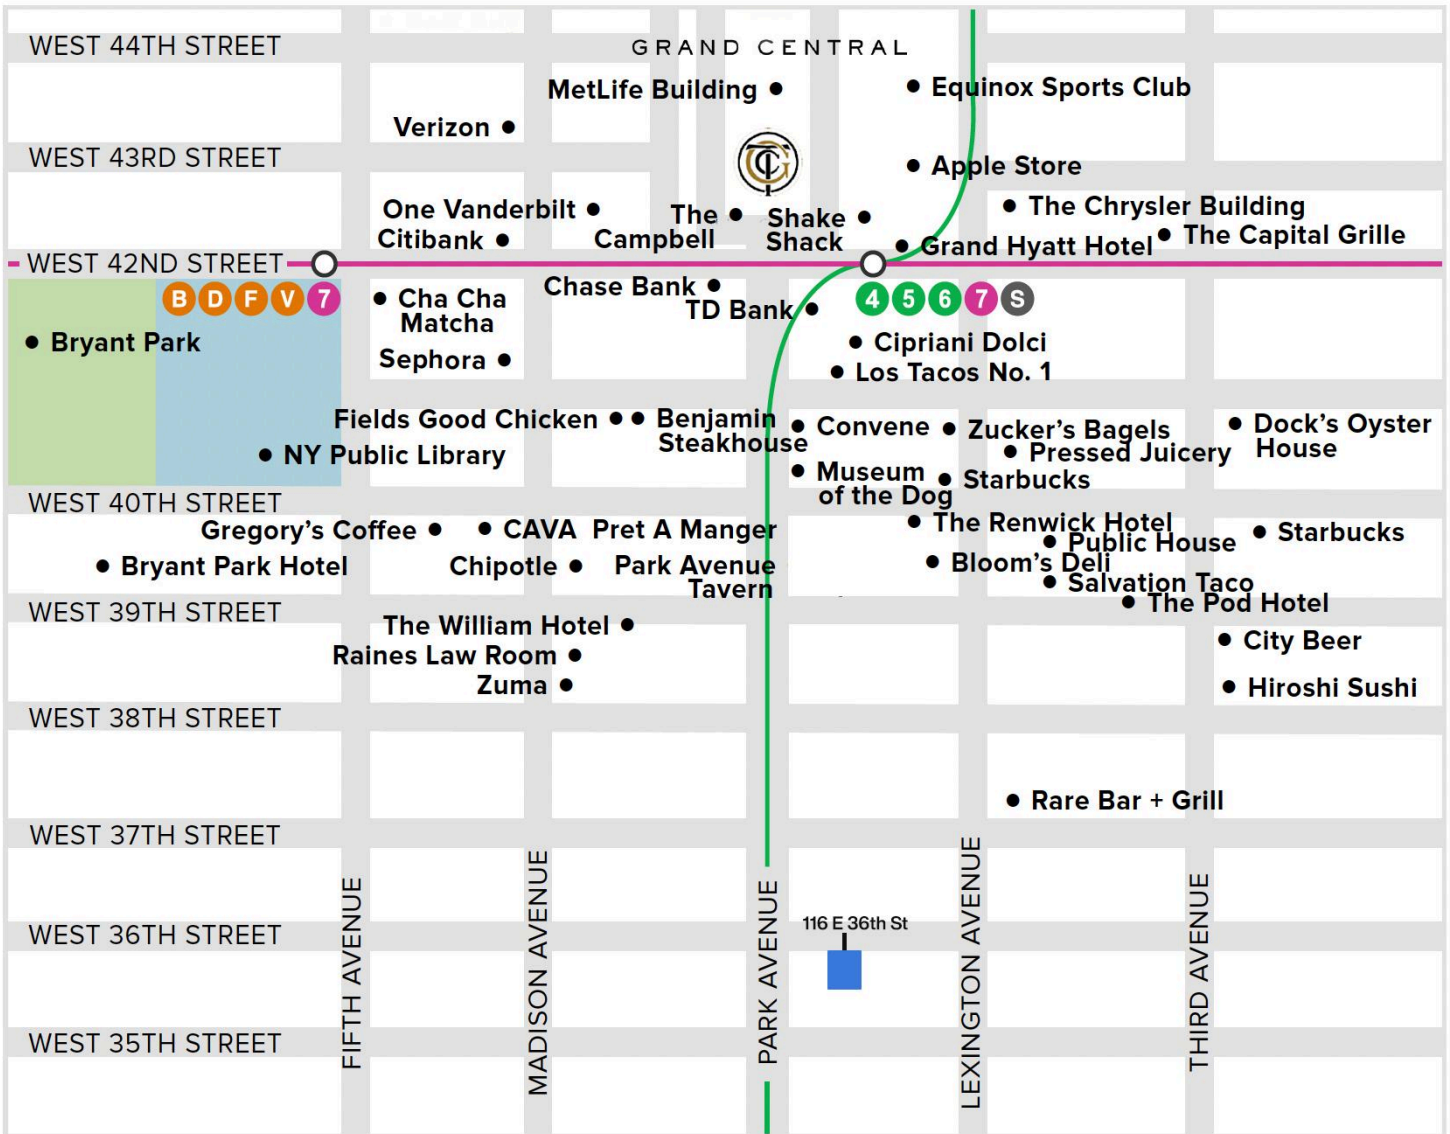 WEST 44TH STREET
GRAND CENTRAL
MetLife Building
Equinox Sports Club
Verizon
WEST 43RD STREET
Apple Store
One Vanderbilt
The
Campbell
Shake
Shack
The Chrysler Building
Citibank
Grand Hyatt Hotel
The Capital Grille
WEST 42ND STREET
B D F V 7
Cha Cha
Matcha
Chase Bank
TD Bank
4 5 6 7 S
Bryant Park
Sephora
Cipriani Dolci
Los Tacos No. 1
Fields Good Chicken
Benjamin
Steakhouse
Convene
Zucker's Bagels
Dock's Oyster
House
NY Public Library
Pressed Juicery
Museum
of the Dog
Starbucks
WEST 40TH STREET
Gregory's Coffee
CAVA
Pret A Manger
The Renwick Hotel
Public House
Starbucks
Bryant Park Hotel
Chipotle
Park Avenue
Tavern
Bloom's Deli
Salvation Taco
The Pod Hotel
WEST 39TH STREET
The William Hotel
City Beer
Raines Law Room
Zuma
Hiroshi Sushi
WEST 38TH STREET
Rare Bar + Grill
WEST 37TH STREET
116 E 36th St
WEST 36TH STREET
WEST 35TH STREET
FIFTH AVENUE
MADISON AVENUE
PARK AVENUE
LEXINGTON AVENUE
THIRD AVENUE